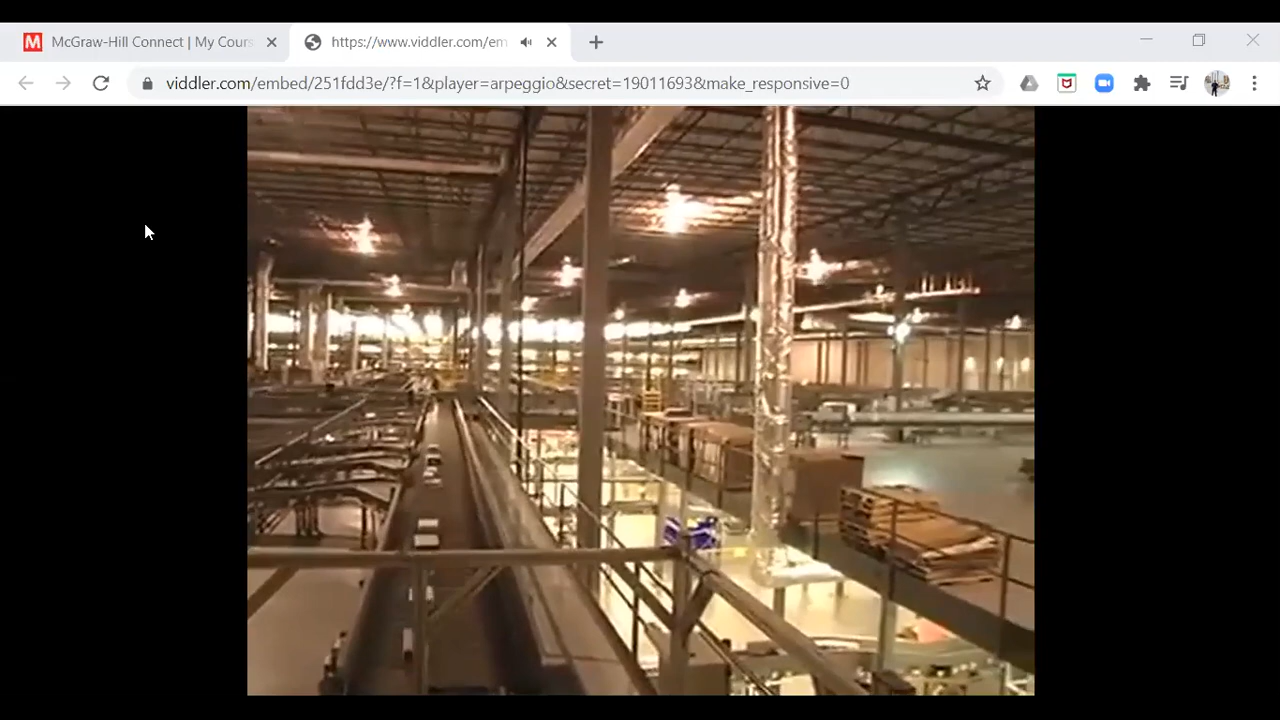 McGraw-Hill Connect | My Cours
https://www.viddler.com/em
viddler.com/embed/251fdd3e/?f=1&player=arpeggio&secret=19011693&make_responsive=0